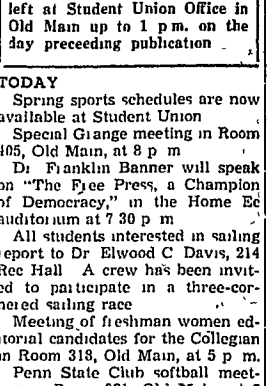 left at Student Union Office in
Old Main up to 1 p m. on the
day preceeding publication
TODAY
Spring sports schedules are now
available at Student Union
Special Grange meeting in Room
405, Old Main, at 8 p m
Dr Franklin Banner will speak
on "The Free Press, a Champion
of Democracy," in the Home Ec
auditorium at 7 30 p m
All students interested in sailing
report to Dr Elwood C Davis, 214
Rec Hall A crew has been invit-
ed to participate in a three-cor-
nered sailing race
Meeting of freshman women ed-
itorial candidates for the Collegian
in Room 318, Old Main, at 5 p m.
Penn State Club softball meet-